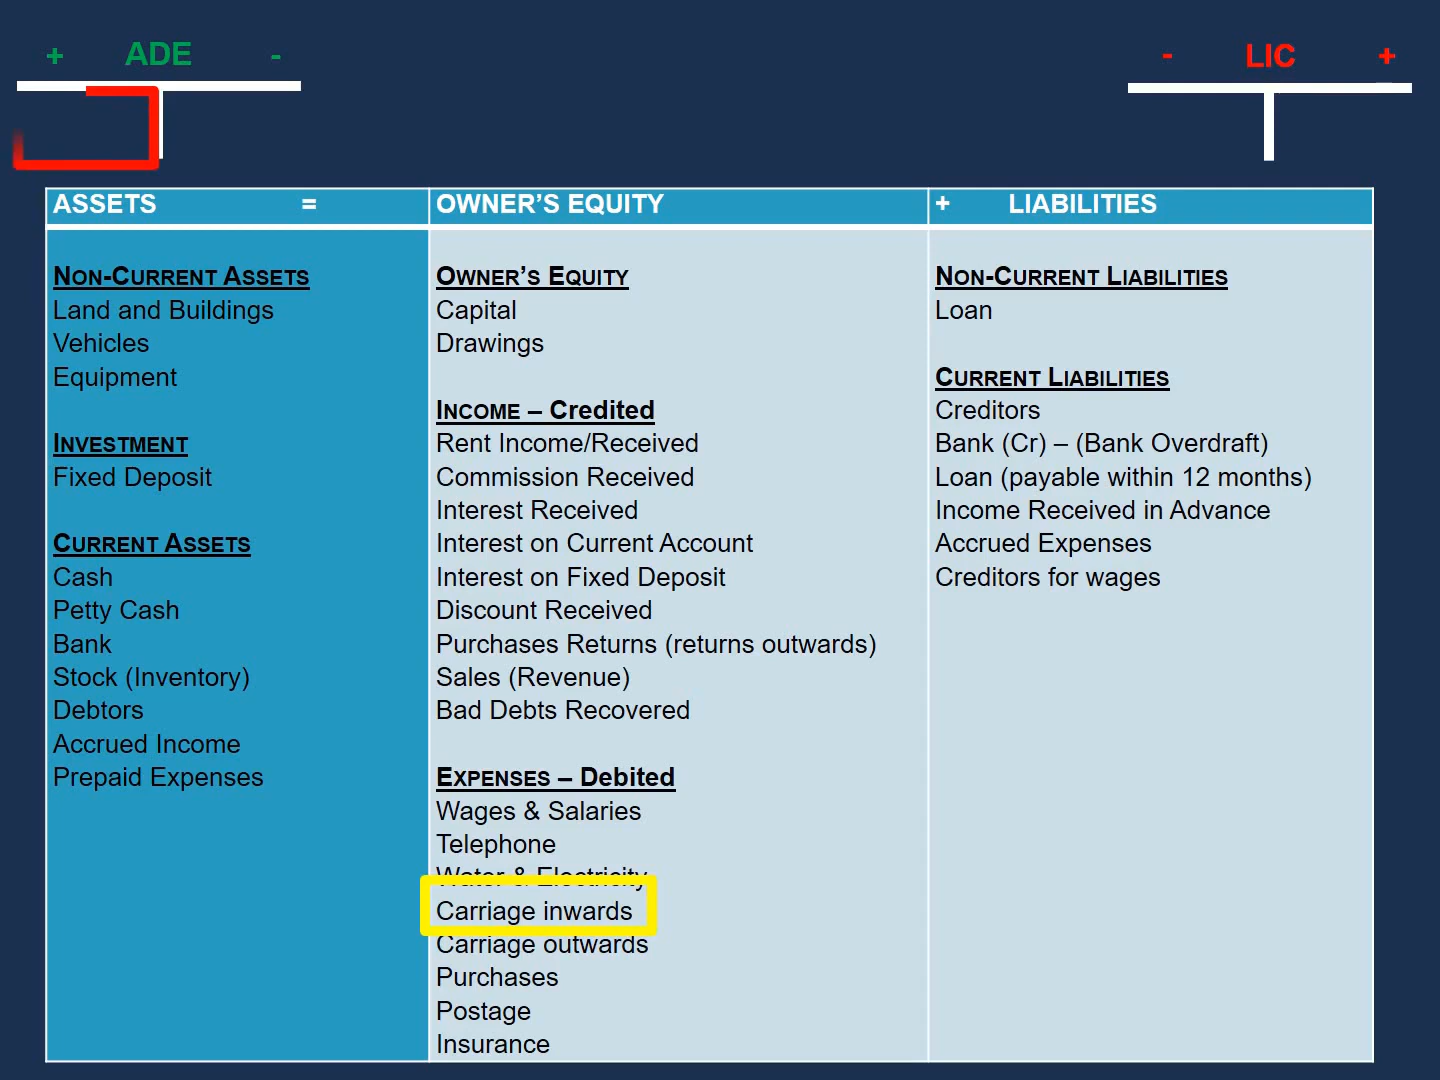 + ADE -
- LIC +
ASSETS =
OWNER'S EQUITY
+ LIABILITIES
NON-CURRENT ASSETS
Land and Buildings
Vehicles
Equipment
INVESTMENT
Fixed Deposit
CURRENT ASSETS
Cash
Petty Cash
Bank
Stock (Inventory)
Debtors
Accrued Income
Prepaid Expenses
OWNER'S EQUITY
Capital
Drawings
INCOME – Credited
Rent Income/Received
Commission Received
Interest Received
Interest on Current Account
Interest on Fixed Deposit
Discount Received
Purchases Returns (returns outwards)
Sales (Revenue)
Bad Debts Recovered
EXPENSES – Debited
Wages & Salaries
Telephone
Water & Electricity
Carriage inwards
Carriage outwards
Purchases
Postage
Insurance
NON-CURRENT LIABILITIES
Loan
CURRENT LIABILITIES
Creditors
Bank (Cr) – (Bank Overdraft)
Loan (payable within 12 months)
Income Received in Advance
Accrued Expenses
Creditors for wages